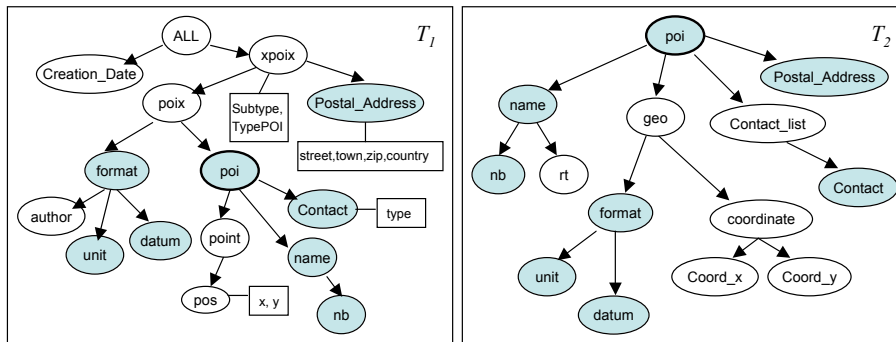 T1
ALL
Creation_Date
xpoix
poix
Subtype,
TypePOI
Postal_Address
street,town,zip,country
format
poi
author
unit
datum
point
Contact
type
name
pos
x, y
nb
T2
poi
Postal_Address
name
geo
Contact_list
nb
rt
Contact
format
coordinate
unit
datum
Coord_x
Coord_y